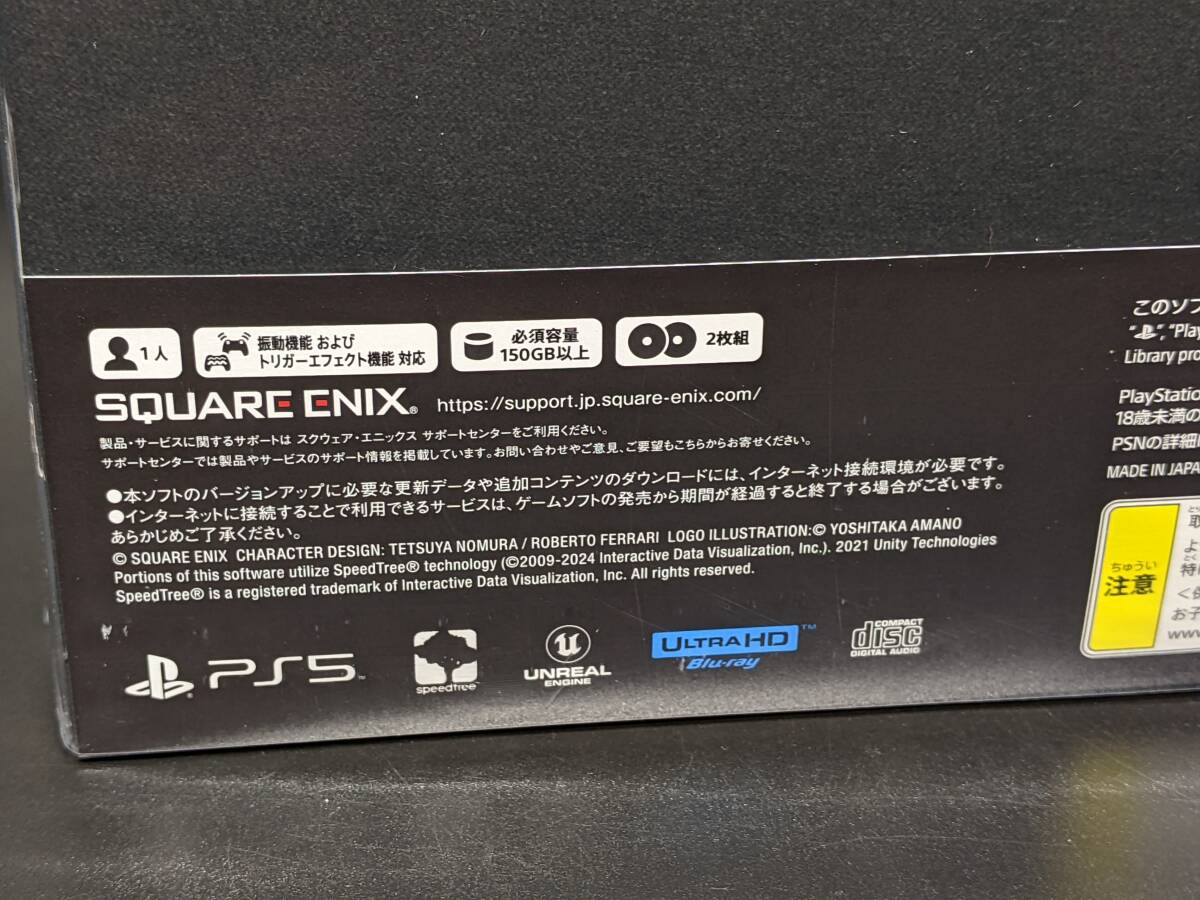 1人
振動機能 および
トリガーエフェクト機能 対応
必須容量
150GB以上
2枚組
SQUARE ENIX®
https://support.jp.square-enix.com/
製品・サービスに関するサポートは スクウェア・エニックス サポートセンターをご利用ください。
サポートセンターでは製品やサービスのサポート情報を掲載しています。お問い合わせやご意見、ご要望もこちらからお寄せください。
●本ソフトのバージョンアップに必要な更新データや追加コンテンツのダウンロードには、インターネット接続環境が必要です。
●インターネットに接続することで利用できるサービスは、ゲームソフトの発売から期間が経過すると終了する場合がございます。
あらかじめご了承ください。
© SQUARE ENIX CHARACTER DESIGN: TETSUYA NOMURA / ROBERTO FERRARI LOGO ILLUSTRATION:© YOSHITAKA AMANO
Portions of this software utilize SpeedTree® technology (©2009-2024 Interactive Data Visualization, Inc.). 2021 Unity Technologies
SpeedTree® is a registered trademark of Interactive Data Visualization, Inc. All rights reserved.
PS5™
speedtree™
UNREAL
ENGINE
ULTRA HD™
Blu-ray
COMPACT
disc
DIGITAL AUDIO
このソフ
"Play
Library pro
PlayStatio
18歳未満の
PSNの詳細
MADE IN JAPA
ちゅうい
注意
取
よ
とく
特
お子
www